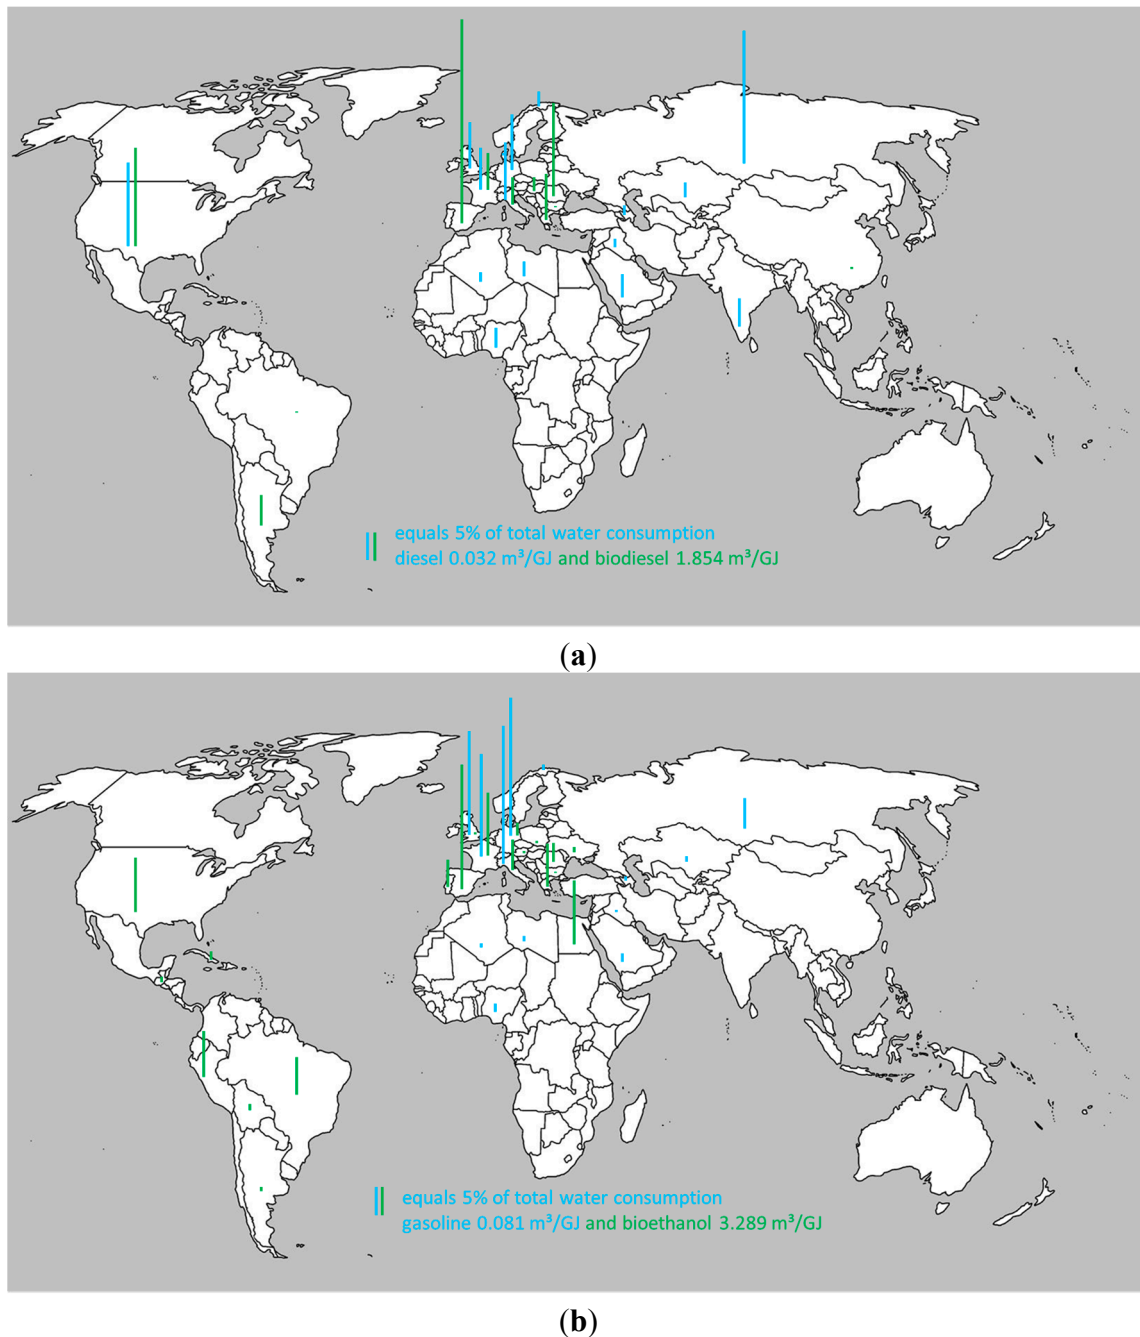 equals 5% of total water consumption
diesel 0.032 m³/GJ and biodiesel 1.854 m³/GJ
(a)
equals 5% of total water consumption
gasoline 0.081 m³/GJ and bioethanol 3.289 m³/GJ
(b)